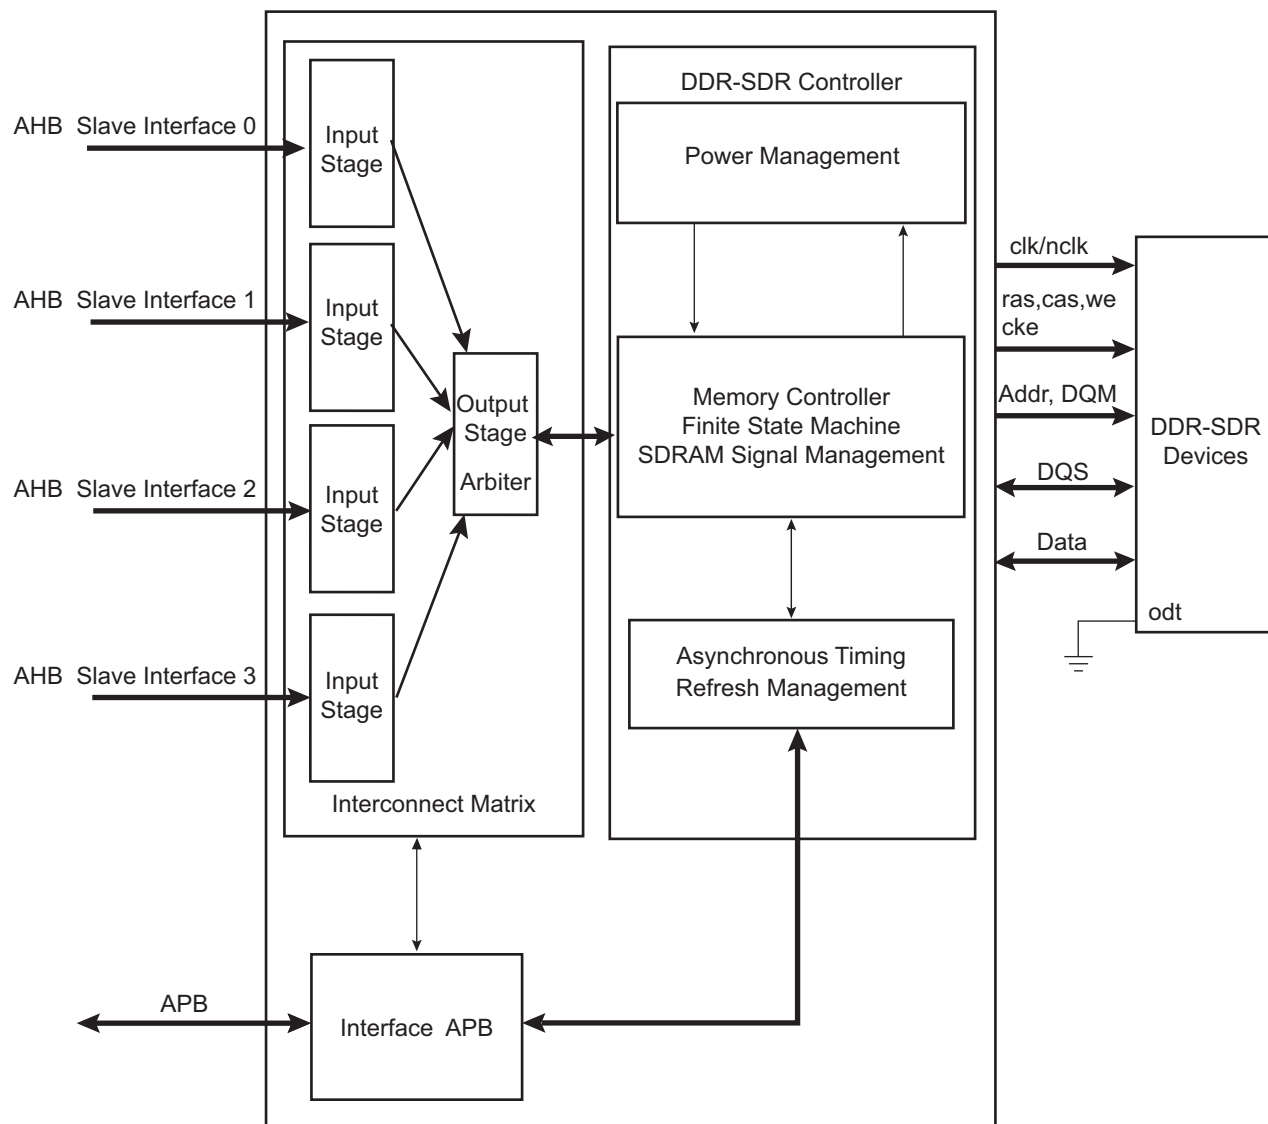 AHB Slave Interface 0
AHB Slave Interface 1
AHB Slave Interface 2
AHB Slave Interface 3
Input
Stage
Input
Stage
Input
Stage
Input
Stage
Output
Stage
Arbiter
Interconnect Matrix
DDR-SDR Controller
Power Management
Memory Controller
Finite State Machine
SDRAM Signal Management
Asynchronous Timing
Refresh Management
clk/nclk
ras,cas,we
cke
Addr, DQM
DQS
Data
DDR-SDR
Devices
odt
APB
Interface APB